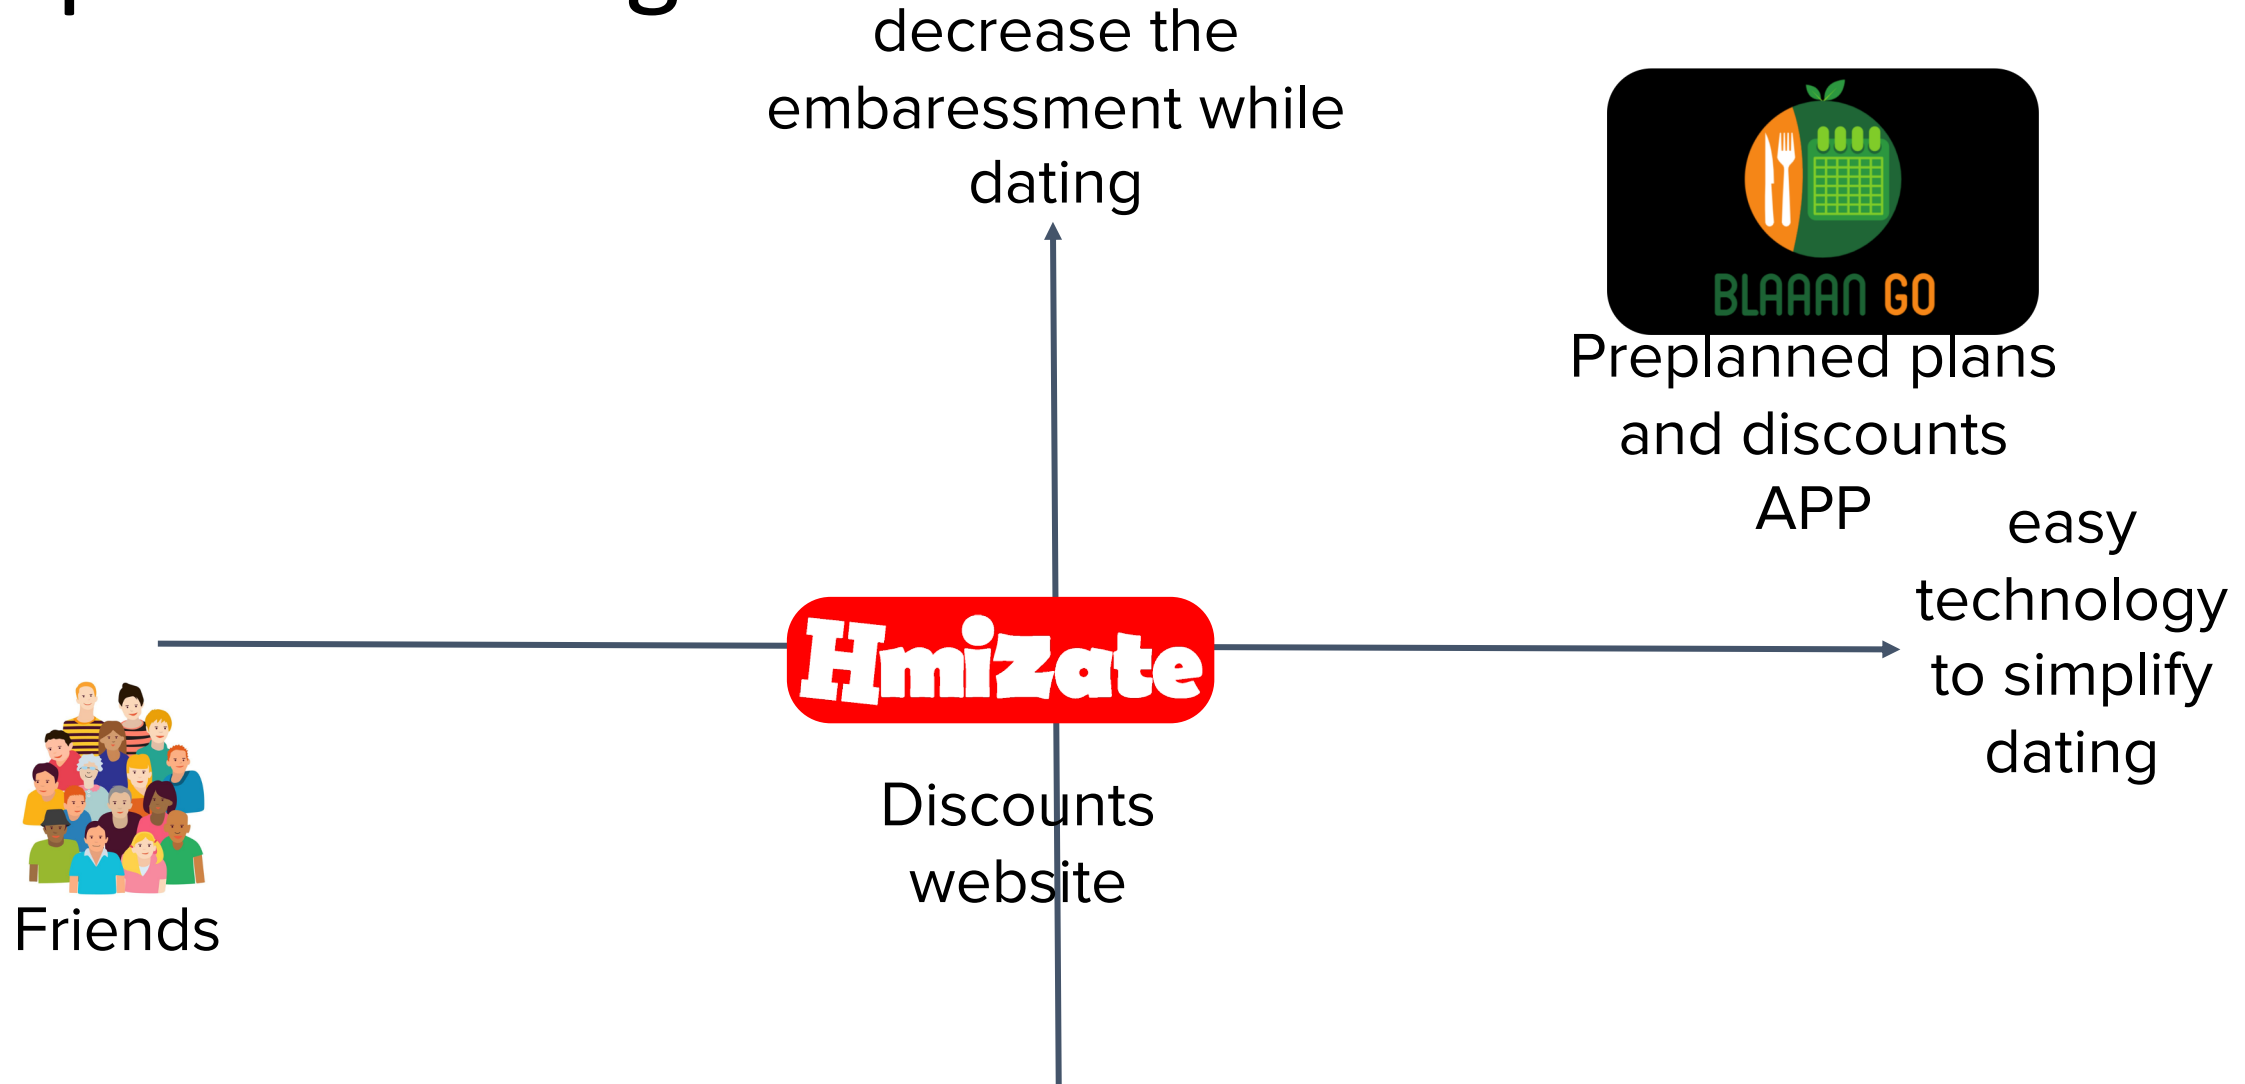 decrease the
embaressment while
dating
BLAAAN GO
Preplanned plans
and discounts
APP
easy
technology
to simplify
dating
HmiZate
Discounts
website
Friends